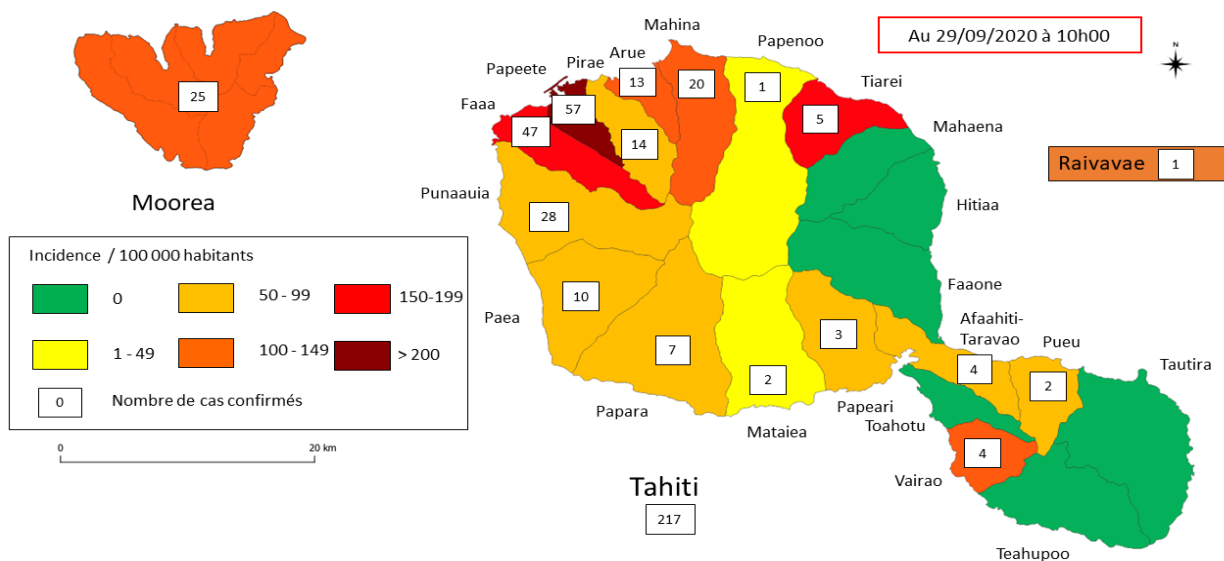 Au 29/09/2020 à 10h00
N
Mahina
Arue
Papenoo
Pirae
Papeete
Tiarei
Faaa
13
20
1
25
57
5
47
14
Mahaena
Raivavae 1
Punaauia
Moorea
28
Hitiaa
Incidence / 100 000 habitants
0
50 - 99
150-199
1 - 49
100 - 149
> 200
0
Nombre de cas confirmés
0
20 km
10
Faaone
Paea
3
Afaahiti-
Taravao
Pueu
7
4
Tautira
2
2
Papara
Papeari
Mataiea
Toahotu
4
Vairao
Tahiti
217
Teahupoo